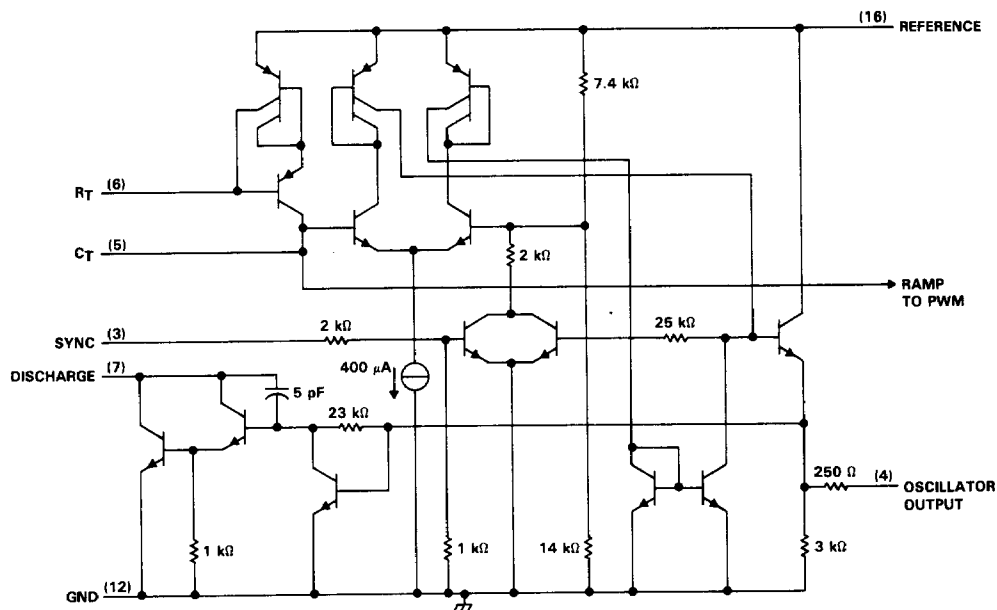 (16) REFERENCE
7.4 kΩ
RT (6)
CT (5)
2 kΩ
RAMP
TO PWM
SYNC (3)
2 kΩ
25 kΩ
DISCHARGE (7)
400 μA
5 pF
23 kΩ
250 Ω
(4) OSCILLATOR
OUTPUT
1 kΩ
1 kΩ
14 kΩ
3 kΩ
GND (12)